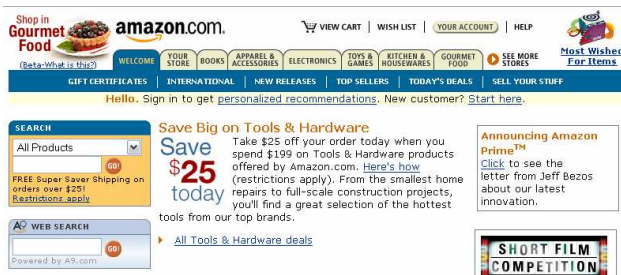 Shop in
Gourmet
Food
(Beta-What is this?)
amazon.com.
VIEW CART | WISH LIST | YOUR ACCOUNT | HELP
Most Wished
For Items
WELCOME
YOUR
STORE
BOOKS
APPAREL &
ACCESSORIES
ELECTRONICS
TOYS &
GAMES
KITCHEN &
HOUSEWARES
GOURMET
FOOD
SEE MORE
STORES
GIFT CERTIFICATES | INTERNATIONAL | NEW RELEASES | TOP SELLERS | TODAY'S DEALS | SELL YOUR STUFF
Hello. Sign in to get personalized recommendations. New customer? Start here.
SEARCH
All Products
GO!
FREE Super Saver Shipping on
orders over $25!
Restrictions apply
A9 WEB SEARCH
GO!
Powered by A9.com
Save Big on Tools & Hardware
Save
$25
today
Take $25 off your order today when you
spend $199 on Tools & Hardware products
offered by Amazon.com. Here's how
(restrictions apply). From the smallest home
repairs to full-scale construction projects,
you'll find a great selection of the hottest
tools from our top brands.
All Tools & Hardware deals
Announcing Amazon
Prime™
Click to see the
letter from Jeff Bezos
about our latest
innovation.
SHORT FILM
COMPETITION